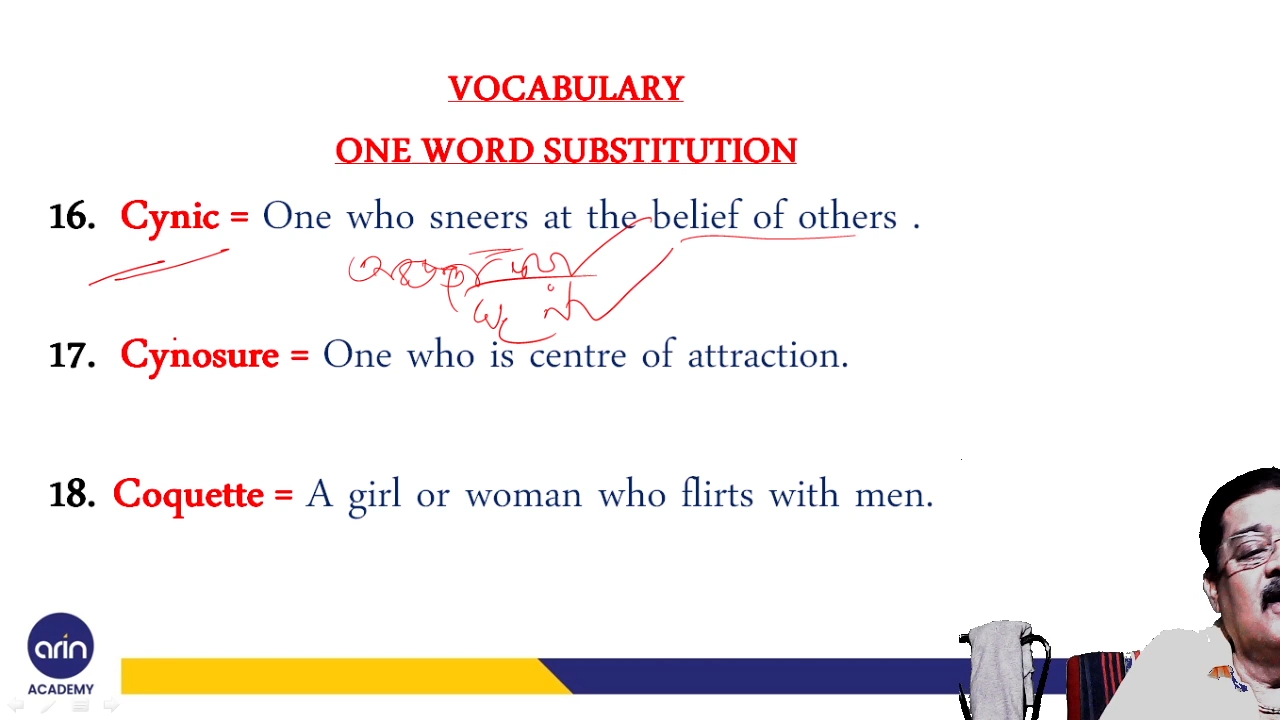 VOCABULARY
ONE WORD SUBSTITUTION
16. Cynic = One who sneers at the belief of others .
17. Cynosure = One who is centre of attraction.
18. Coquette = A girl or woman who flirts with men.
arin
ACADEMY